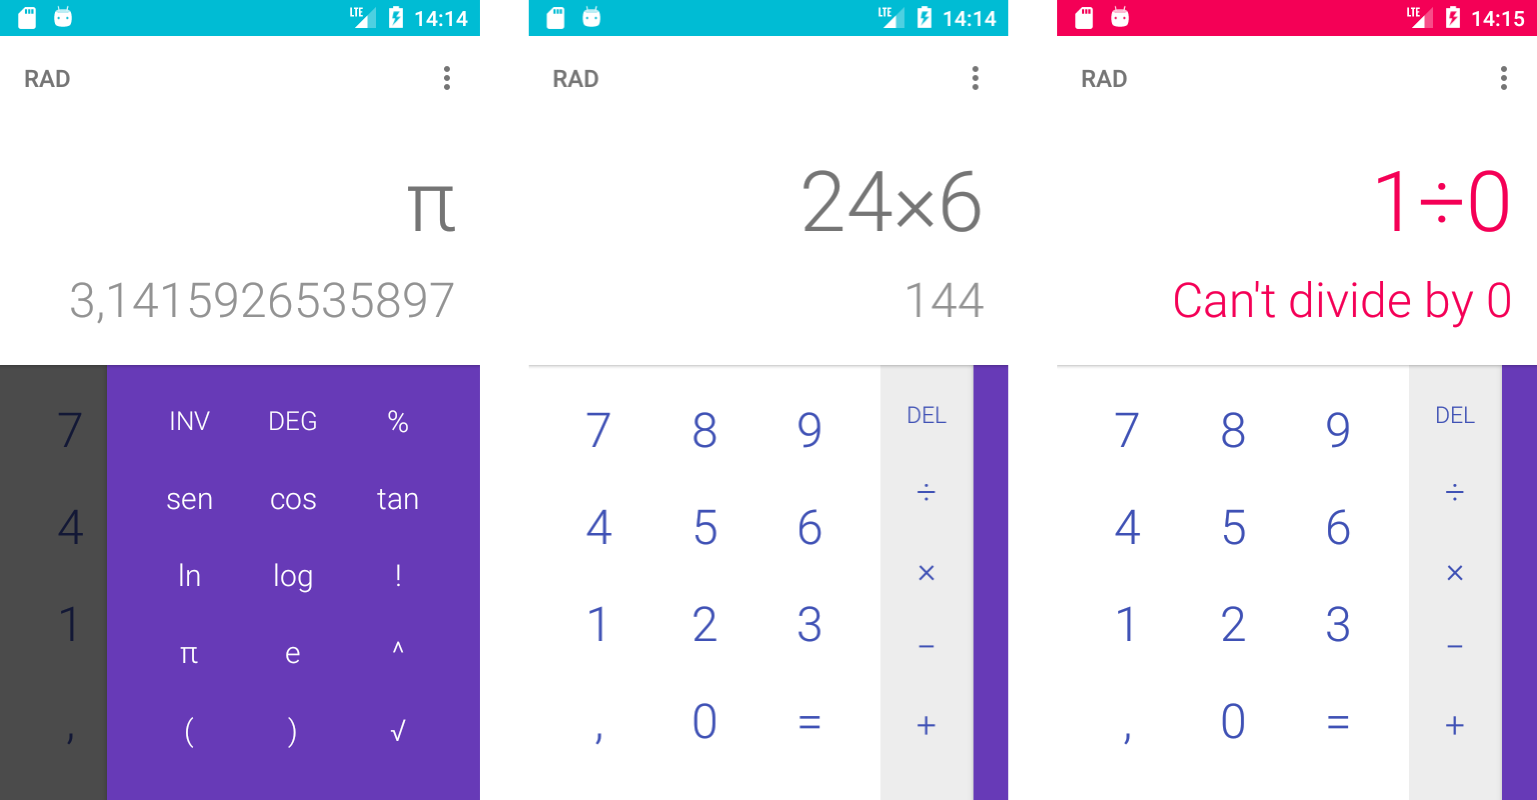 LTE 14:14
RAD
π
3,1415926535897
7
4
1
,
INV DEG %
sen cos tan
ln log !
π e ^
( ) √
LTE 14:14
RAD
24×6
144
7 8 9
4 5 6
1 2 3
, 0 =
DEL
÷
×
−
+
LTE 14:15
RAD
1÷0
Can't divide by 0
7 8 9
4 5 6
1 2 3
, 0 =
DEL
÷
×
−
+